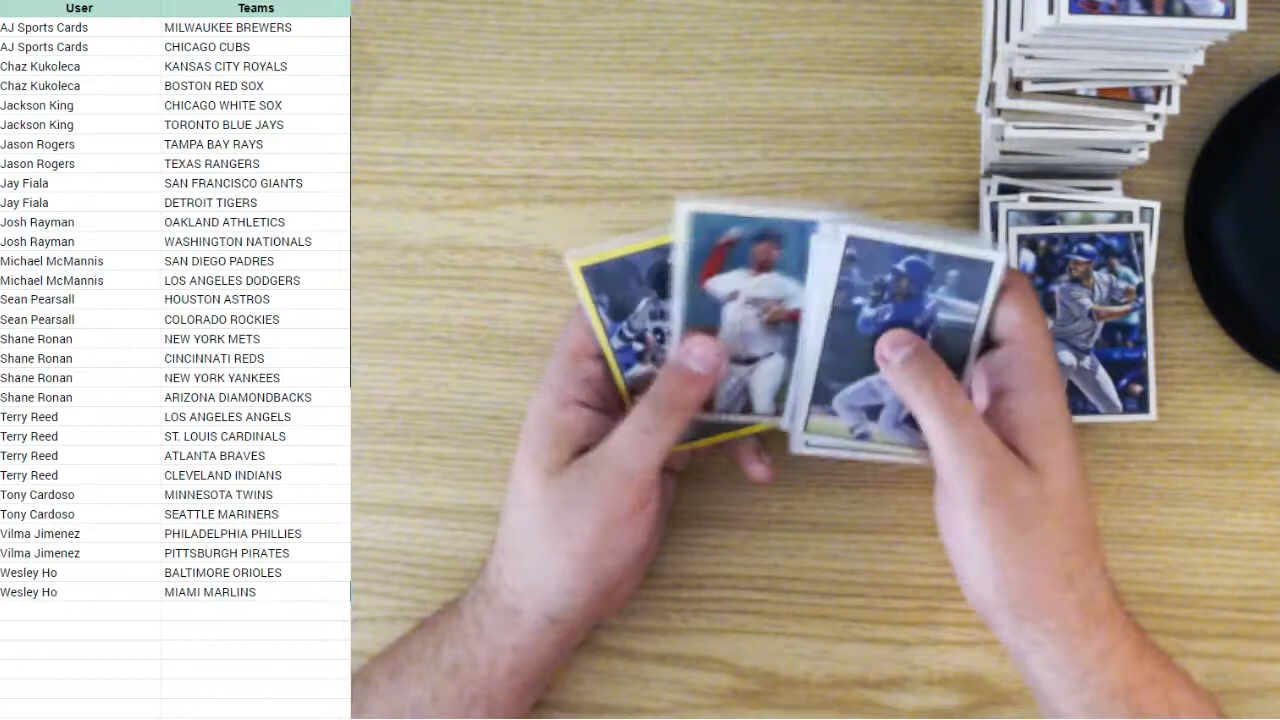 User Teams
AJ Sports Cards MILWAUKEE BREWERS
AJ Sports Cards CHICAGO CUBS
Chaz Kukoleca KANSAS CITY ROYALS
Chaz Kukoleca BOSTON RED SOX
Jackson King CHICAGO WHITE SOX
Jackson King TORONTO BLUE JAYS
Jason Rogers TAMPA BAY RAYS
Jason Rogers TEXAS RANGERS
Jay Fiala SAN FRANCISCO GIANTS
Jay Fiala DETROIT TIGERS
Josh Rayman OAKLAND ATHLETICS
Josh Rayman WASHINGTON NATIONALS
Michael McMannis SAN DIEGO PADRES
Michael McMannis LOS ANGELES DODGERS
Sean Pearsall HOUSTON ASTROS
Sean Pearsall COLORADO ROCKIES
Shane Ronan NEW YORK METS
Shane Ronan CINCINNATI REDS
Shane Ronan NEW YORK YANKEES
Shane Ronan ARIZONA DIAMONDBACKS
Terry Reed LOS ANGELES ANGELS
Terry Reed ST. LOUIS CARDINALS
Terry Reed ATLANTA BRAVES
Terry Reed CLEVELAND INDIANS
Tony Cardoso MINNESOTA TWINS
Tony Cardoso SEATTLE MARINERS
Vilma Jimenez PHILADELPHIA PHILLIES
Vilma Jimenez PITTSBURGH PIRATES
Wesley Ho BALTIMORE ORIOLES
Wesley Ho MIAMI MARLINS